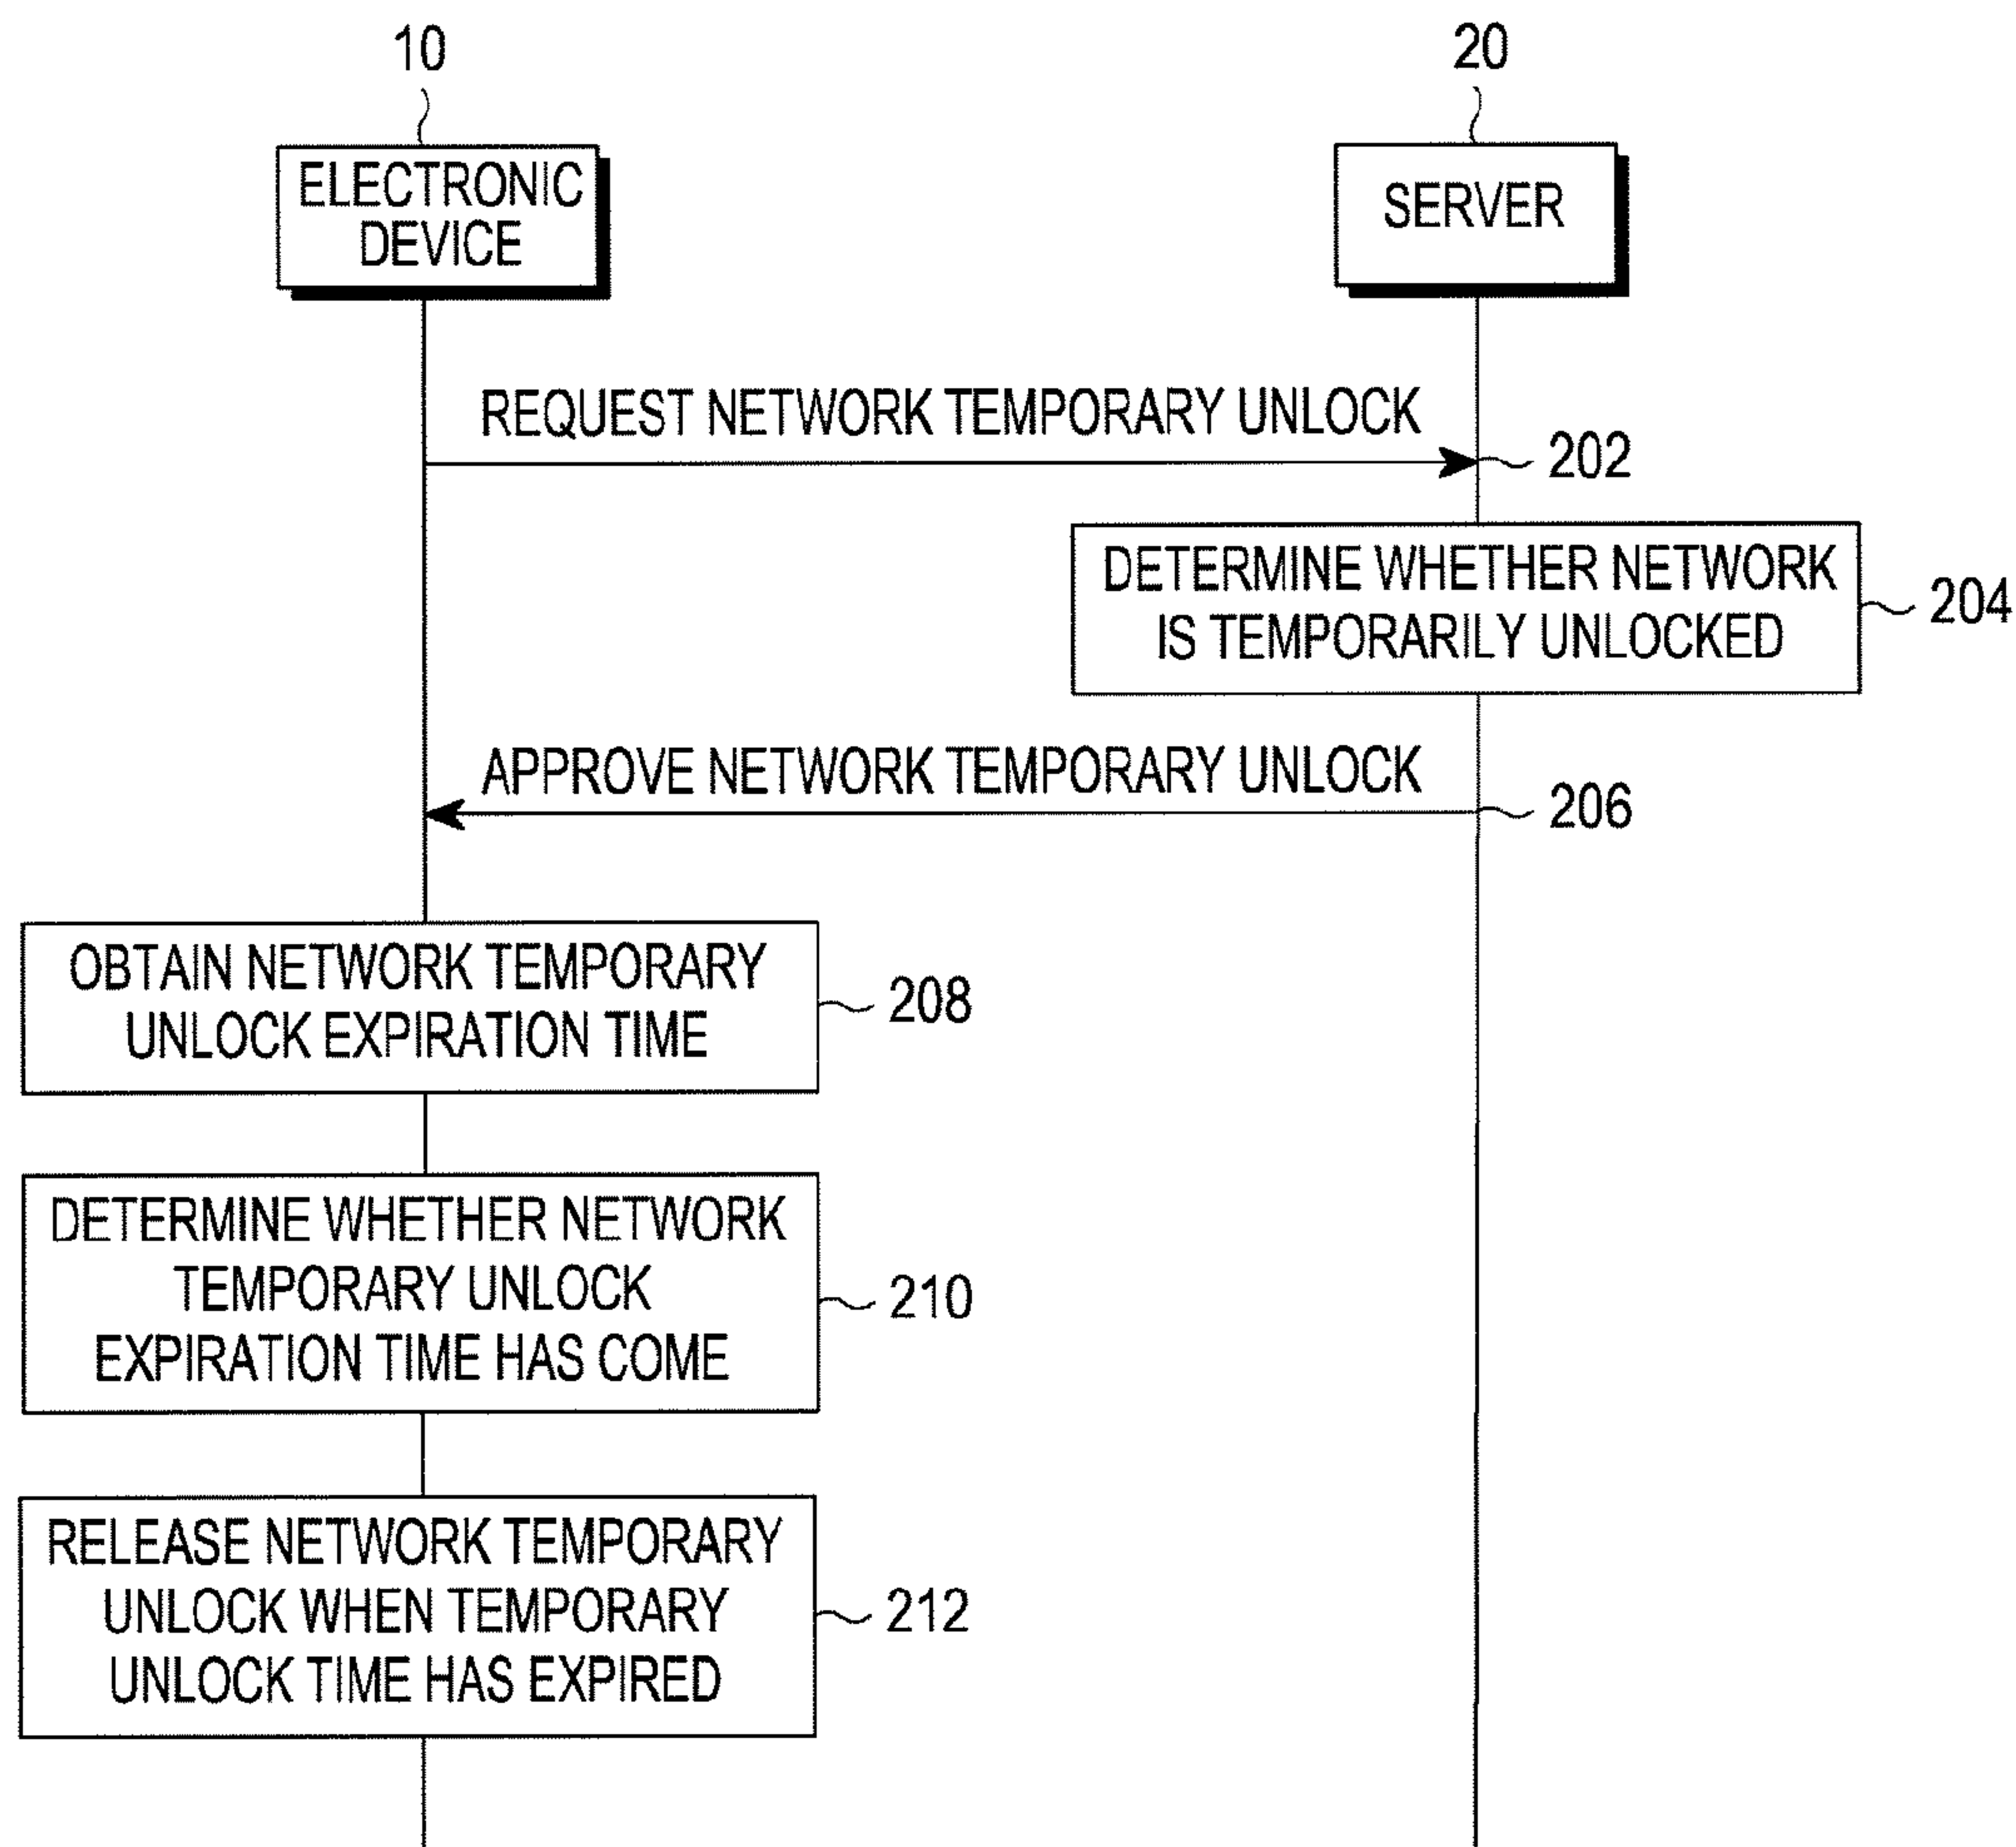 10
20
ELECTRONIC
DEVICE
SERVER
REQUEST NETWORK TEMPORARY UNLOCK
202
DETERMINE WHETHER NETWORK
IS TEMPORARILY UNLOCKED
204
APPROVE NETWORK TEMPORARY UNLOCK
206
OBTAIN NETWORK TEMPORARY
UNLOCK EXPIRATION TIME
208
DETERMINE WHETHER NETWORK
TEMPORARY UNLOCK
EXPIRATION TIME HAS COME
210
RELEASE NETWORK TEMPORARY
UNLOCK WHEN TEMPORARY
UNLOCK TIME HAS EXPIRED
212